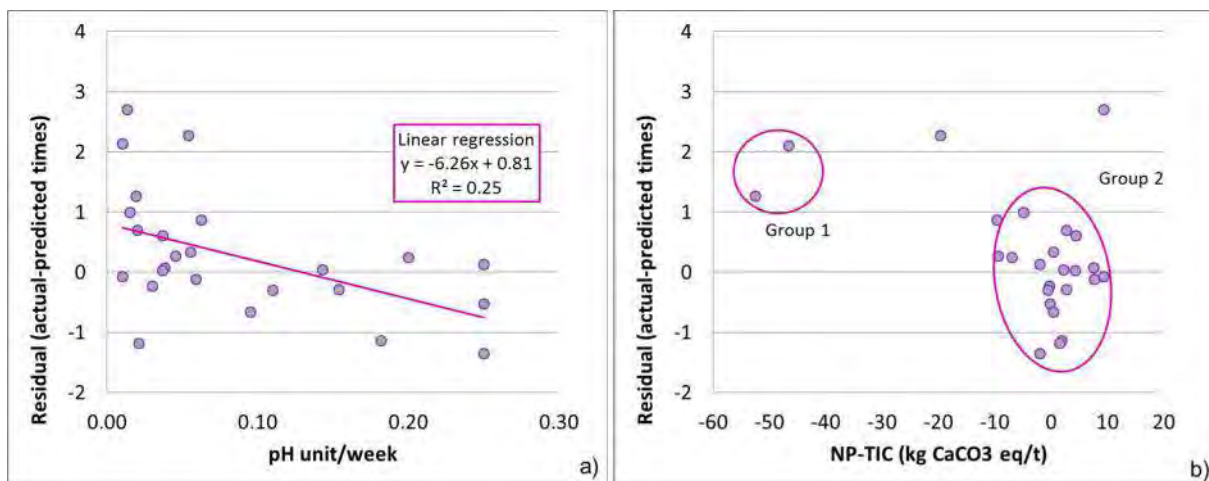 4
3
2
1
0
-1
-2
Residual (actual-predicted times)
Linear regression
y = -6.26x + 0.81
R² = 0.25
0.00 0.10 0.20 0.30
pH unit/week
a)
4
3
2
1
0
-1
-2
Residual (actual-predicted times)
Group 1
Group 2
-60 -50 -40 -30 -20 -10 0 10 20
NP-TIC (kg CaCO3 eq/t)
b)